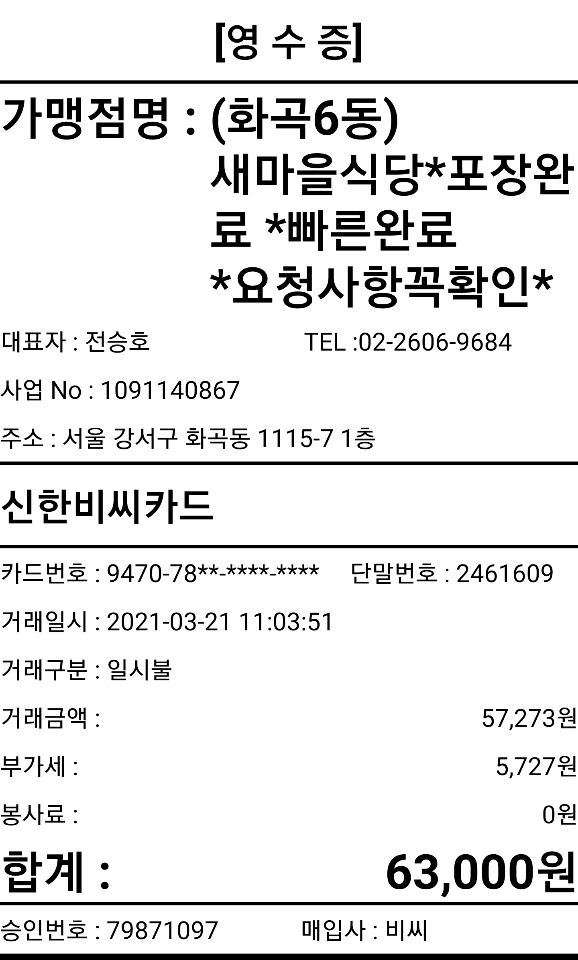 [영 수 증]
가맹점명 : (화곡6동)
새마을식당*포장완
료 *빠른완료
*요청사항꼭확인*
대표자 : 전승호 TEL :02-2606-9684
사업 No : 1091140867
주소 : 서울 강서구 화곡동 1115-7 1층
신한비씨카드
카드번호 : 9470-78**-****-**** 단말번호 : 2461609
거래일시 : 2021-03-21 11:03:51
거래구분 : 일시불
거래금액 : 57,273원
부가세 : 5,727원
봉사료 : 0원
합계 : 63,000원
승인번호 : 79871097 매입사 : 비씨